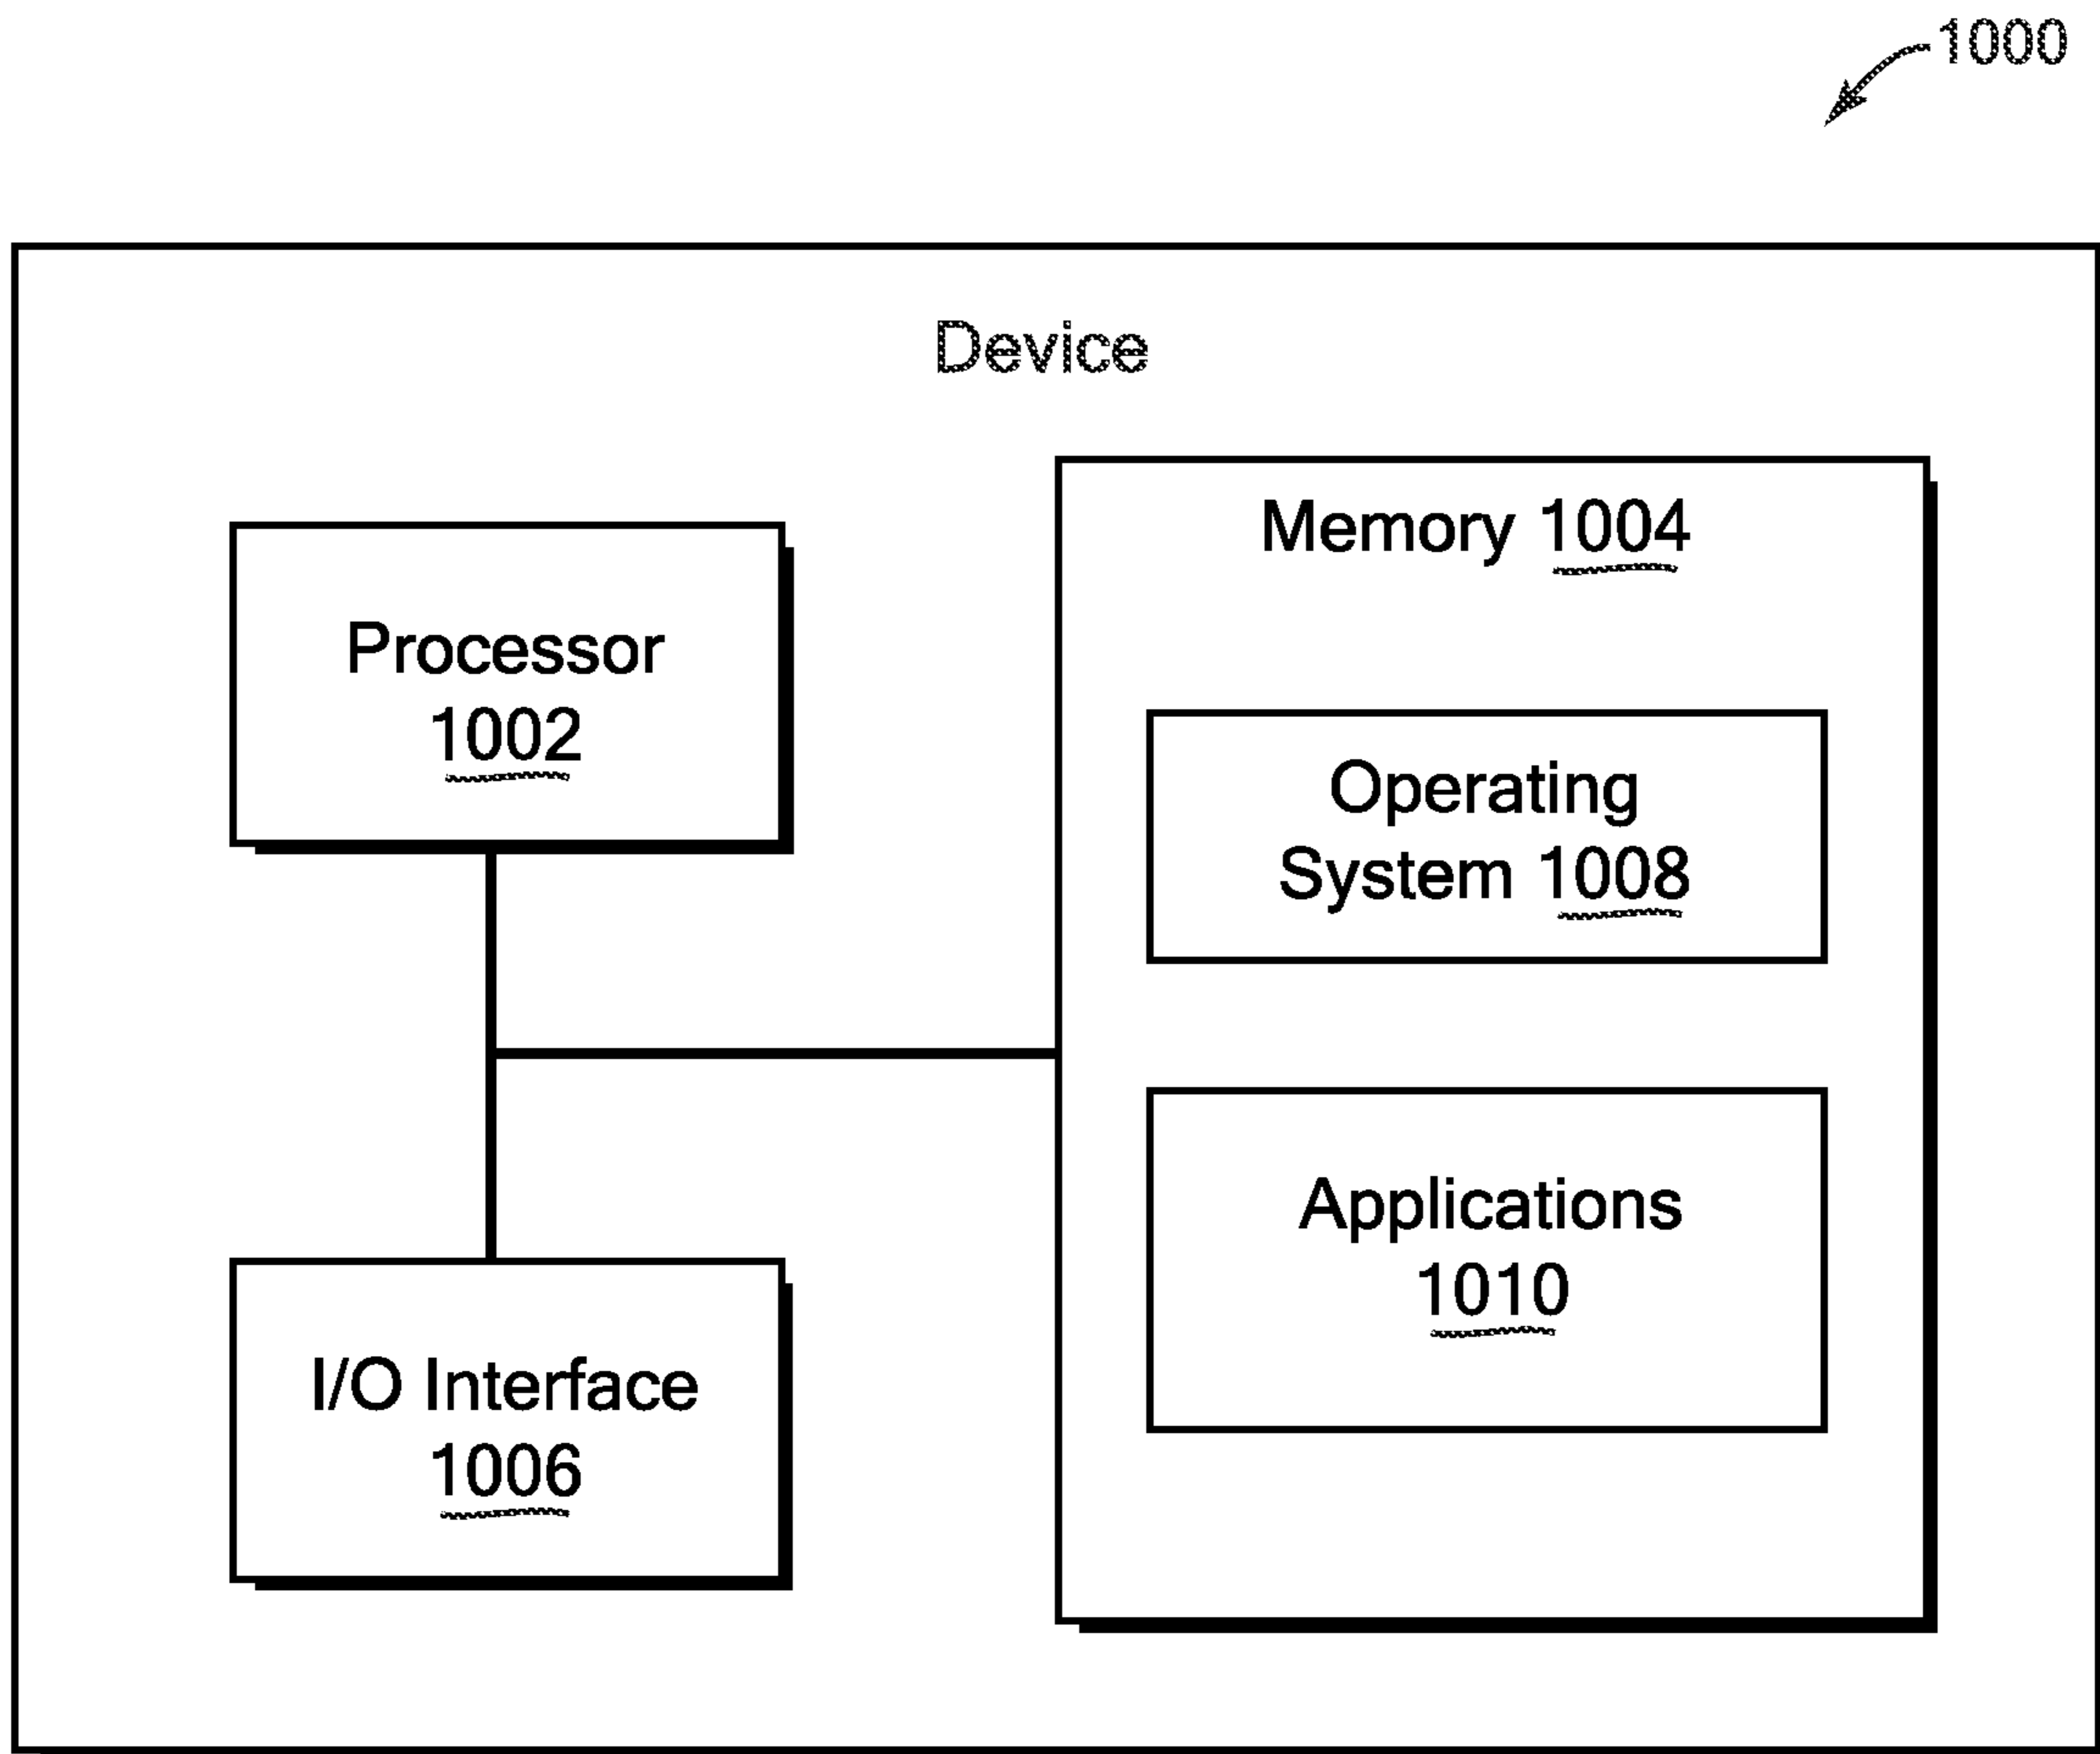 1000
Device
Processor
1002
Memory 1004
Operating
System 1008
Applications
1010
I/O Interface
1006